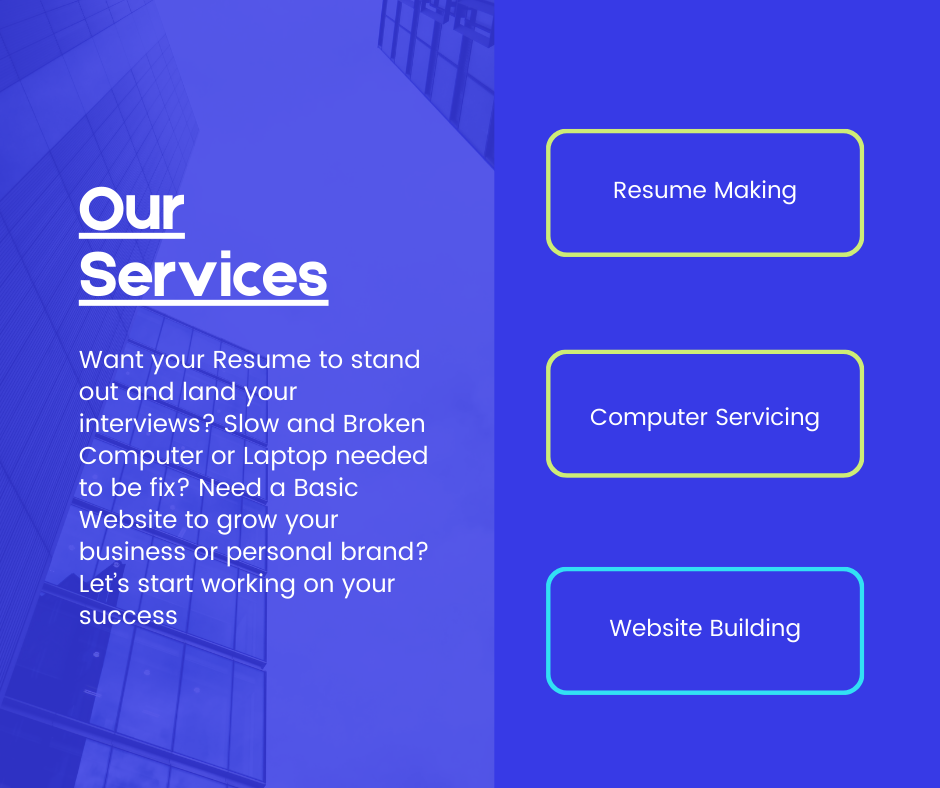 Our
Services
Want your Resume to stand
out and land your
interviews? Slow and Broken
Computer or Laptop needed
to be fix? Need a Basic
Website to grow your
business or personal brand?
Let's start working on your
success
Resume Making
Computer Servicing
Website Building